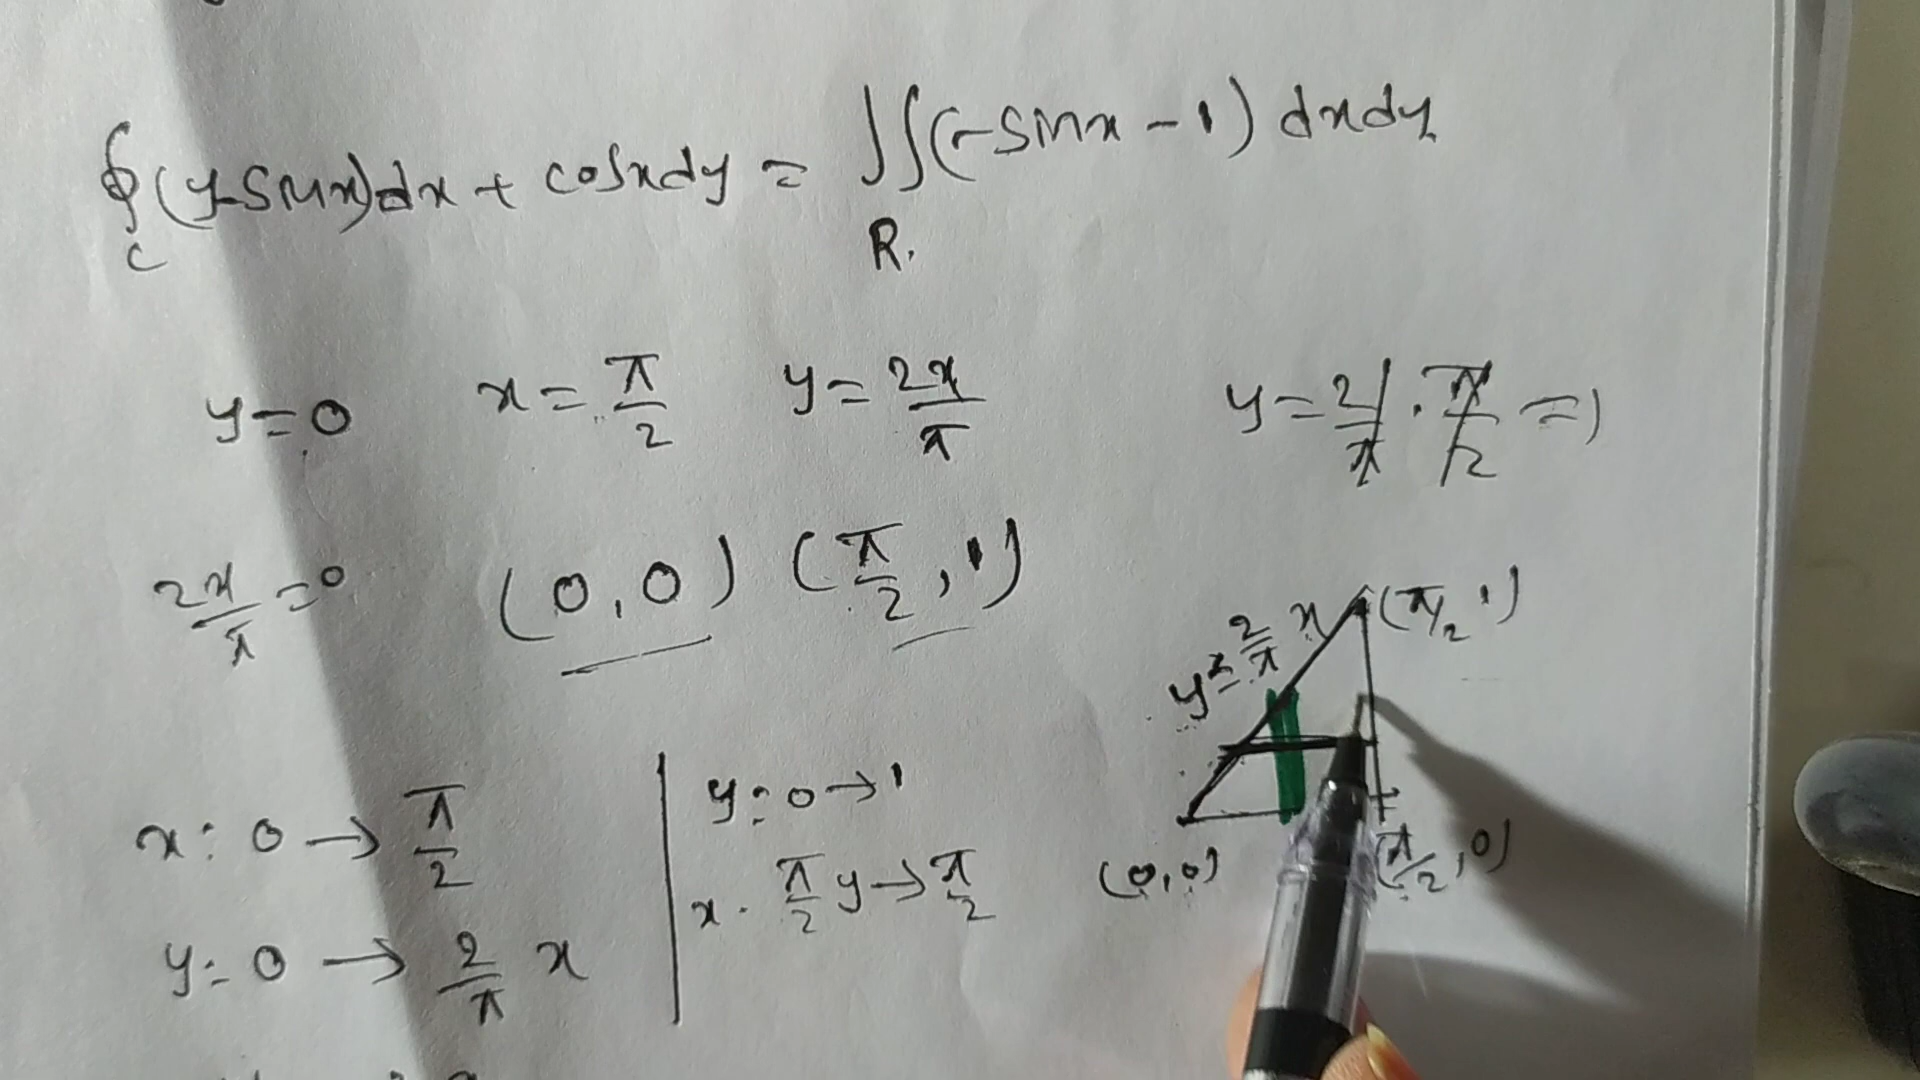 ∮c (y-sinx)dx + cosxdy = ∬R. (-sinx - 1) dxdy
y = 0 x = π/2 y = 2x/π y = 2/π · π/2 = 1
2x/π = 0 (0,0) (π/2, 1)
(π/2, 1)
y = 2/π x
(0,0) (π/2, 0)
x: 0 → π/2
y: 0 → 2/π x
y: 0 → 1
x. π/2 y → π/2